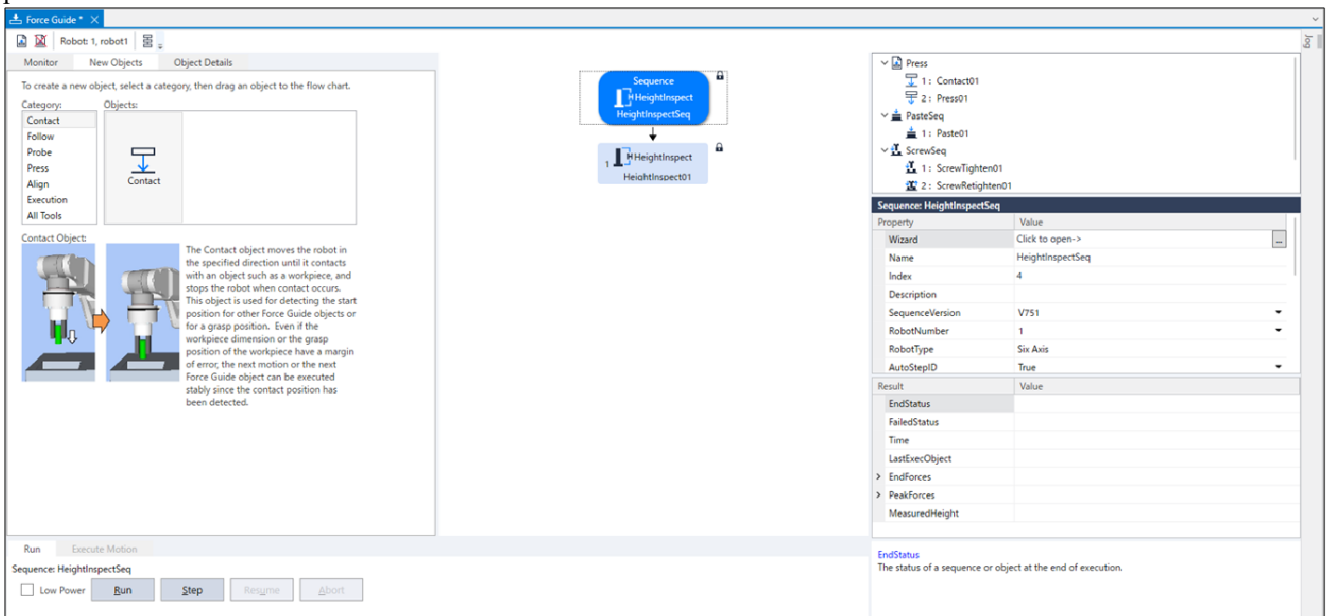 Force Guide *
Robot: 1, robot1
Jog
Monitor New Objects Object Details
To create a new object, select a category, then drag an object to the flow chart.
Category: Objects:
Contact
Follow
Probe
Press
Align
Execution
All Tools
Contact
Contact Object:
The Contact object moves the robot in
the specified direction until it contacts
with an object such as a workpiece, and
stops the robot when contact occurs.
This object is used for detecting the start
position for other Force Guide objects or
for a grasp position. Even if the
workpiece dimension or the grasp
position of the workpiece have a margin
of error, the next motion or the next
Force Guide object can be executed
stably since the contact position has
been detected.
Sequence
HeightInspect
HeightInspectSeq
1 HeightInspect
HeightInspect01
Press
1 : Contact01
2 : Press01
PasteSeq
1 : Paste01
ScrewSeq
1 : ScrewTighten01
2 : ScrewRetighten01
Sequence: HeightInspectSeq
Property Value
Wizard Click to open-> ...
Name HeightInspectSeq
Index 4
Description
SequenceVersion V751
RobotNumber 1
RobotType Six Axis
AutoStepID True
Result Value
EndStatus
FailedStatus
Time
LastExecObject
EndForces
PeakForces
MeasuredHeight
EndStatus
The status of a sequence or object at the end of execution.
Run Execute Motion
Sequence: HeightInspectSeq
Low Power Run Step Resume Abort